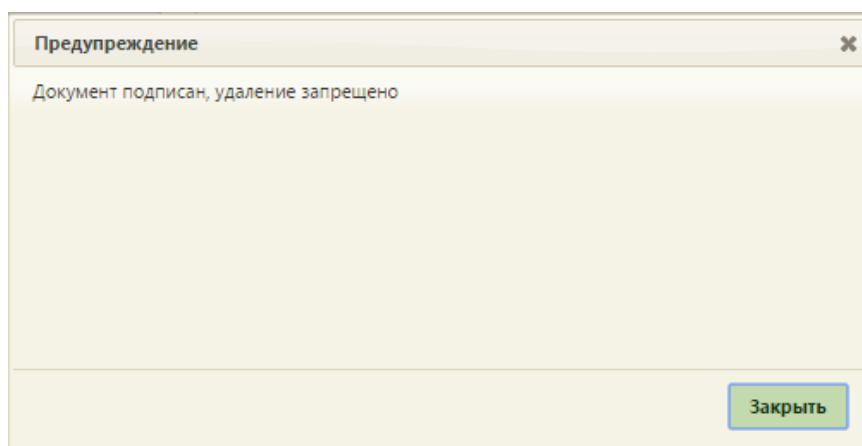 Предупреждение
Документ подписан, удаление запрещено
Закрыть